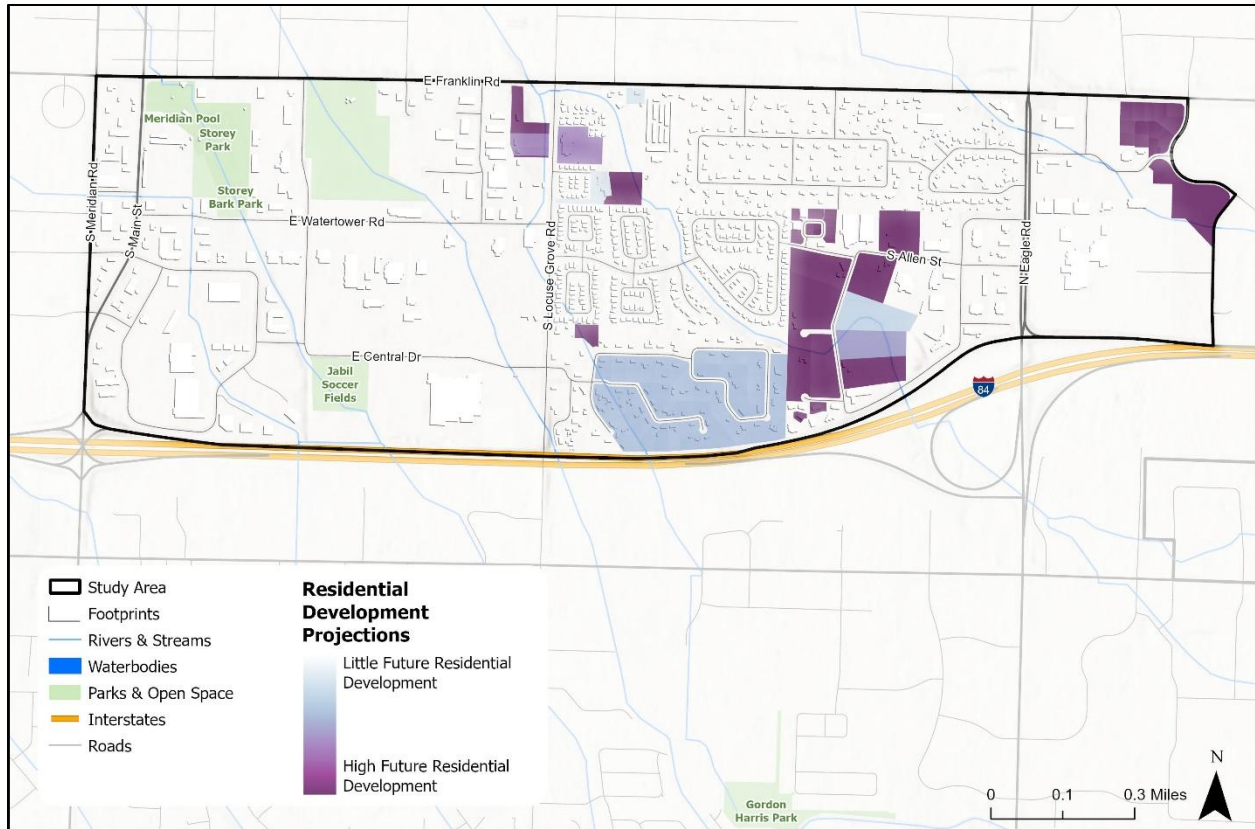 E Franklin Rd
Meridian Pool
Storey
Park
Storey
Bark Park
S Meridian Rd
S Main St
E Watertower Rd
S Locuse Grove Rd
S Allen St
N Eagle Rd
E Central Dr
Jabil
Soccer
Fields
84
Study Area
Footprints
Rivers & Streams
Waterbodies
Parks & Open Space
Interstates
Roads
Residential
Development
Projections
Little Future Residential
Development
High Future Residential
Development
Gordon
Harris Park
N
0 0.1 0.3 Miles